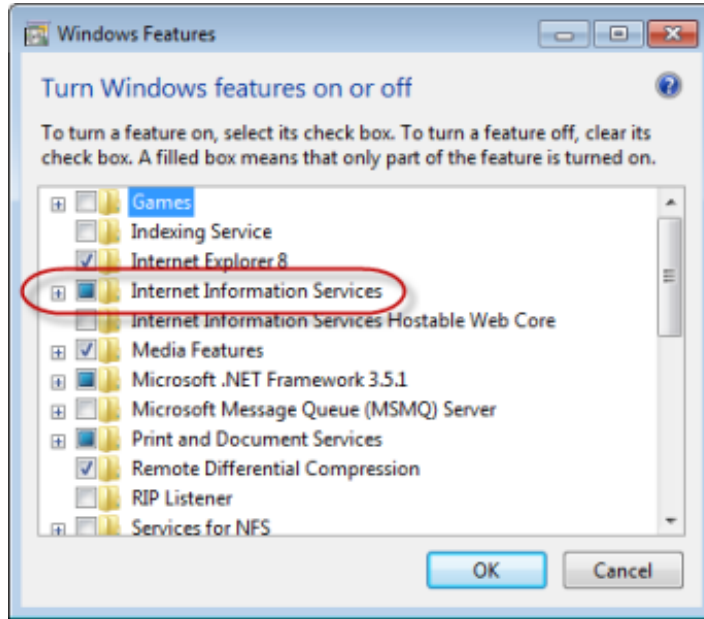 Windows Features
Turn Windows features on or off
To turn a feature on, select its check box. To turn a feature off, clear its
check box. A filled box means that only part of the feature is turned on.
Games
Indexing Service
Internet Explorer 8
Internet Information Services
Internet Information Services Hostable Web Core
Media Features
Microsoft .NET Framework 3.5.1
Microsoft Message Queue (MSMQ) Server
Print and Document Services
Remote Differential Compression
RIP Listener
Services for NFS
OK Cancel